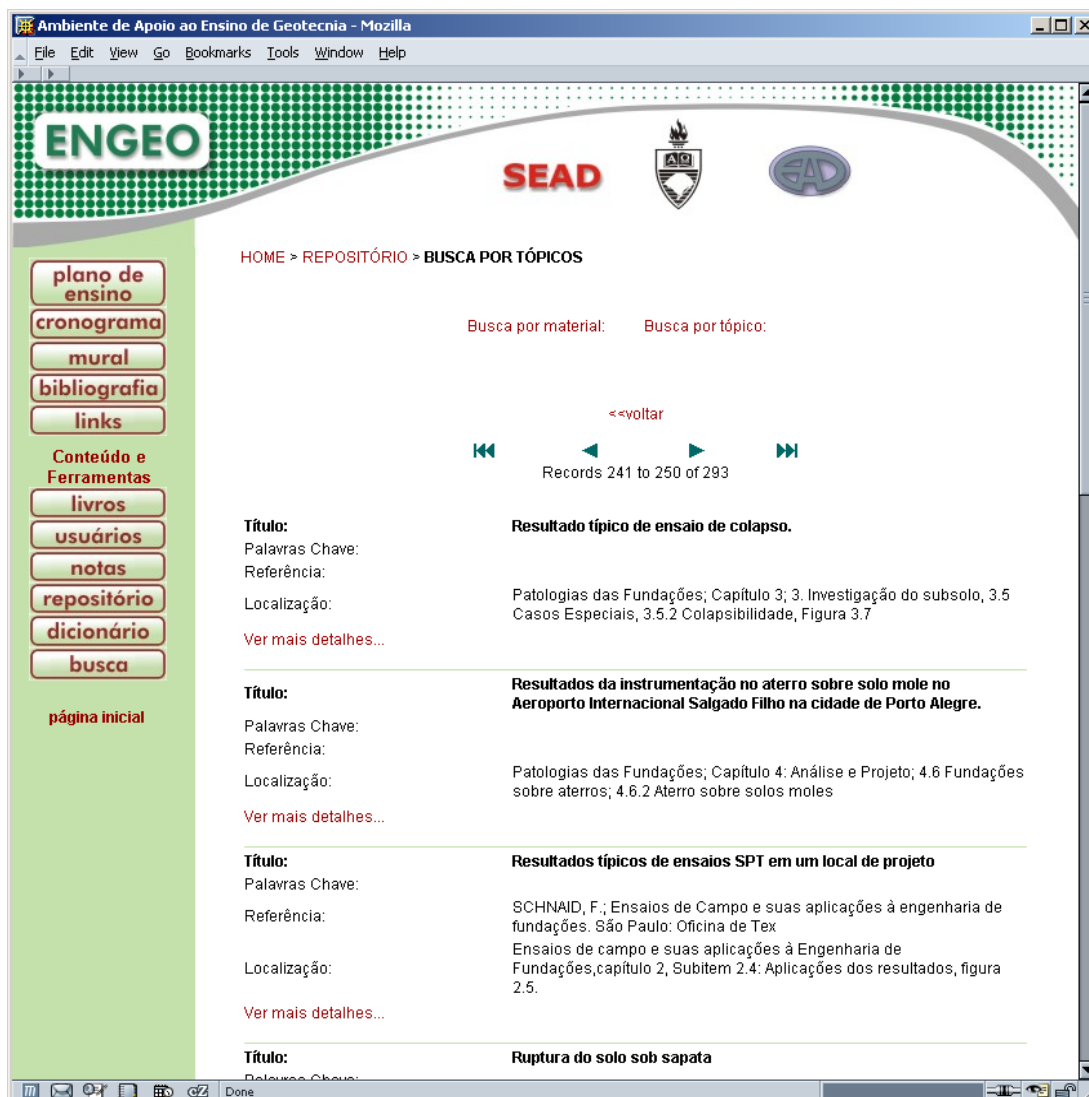 Ambiente de Apoio ao Ensino de Geotecnia - Mozilla
File Edit View Go Bookmarks Tools Window Help
ENGEO
SEAD
EAD
HOME > REPOSITÓRIO > BUSCA POR TÓPICOS
plano de
ensino
cronograma
mural
bibliografia
links
Conteúdo e
Ferramentas
livros
usuários
notas
repositório
dicionário
busca
página inicial
Busca por material: Busca por tópico:
<<voltar
Records 241 to 250 of 293
Título: Resultado típico de ensaio de colapso.
Palavras Chave:
Referência:
Localização: Patologias das Fundações; Capítulo 3; 3. Investigação do subsolo, 3.5
Casos Especiais, 3.5.2 Colapsibilidade, Figura 3.7
Ver mais detalhes...
Título: Resultados da instrumentação no aterro sobre solo mole no
Aeroporto Internacional Salgado Filho na cidade de Porto Alegre.
Palavras Chave:
Referência:
Localização: Patologias das Fundações; Capítulo 4: Análise e Projeto; 4.6 Fundações
sobre aterros; 4.6.2 Aterro sobre solos moles
Ver mais detalhes...
Título: Resultados típicos de ensaios SPT em um local de projeto
Palavras Chave:
Referência: SCHNAID, F.; Ensaios de Campo e suas aplicações à engenharia de
fundações. São Paulo: Oficina de Tex
Localização: Ensaios de campo e suas aplicações à Engenharia de
Fundações,capítulo 2, Subitem 2.4: Aplicações dos resultados, figura
2.5.
Ver mais detalhes...
Título: Ruptura do solo sob sapata
Palavras Chave:
Done